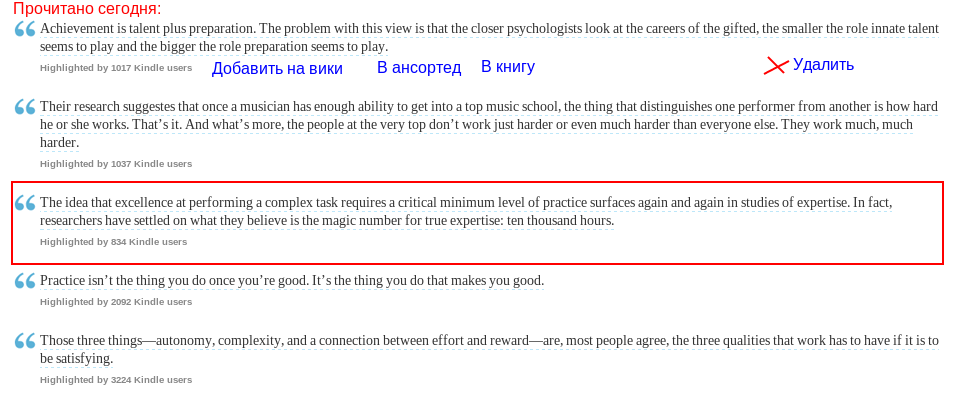 Прочитано сегодня:
Achievement is talent plus preparation. The problem with this view is that the closer psychologists look at the careers of the gifted, the smaller the role innate talent
seems to play and the bigger the role preparation seems to play.
Highlighted by 1017 Kindle users Добавить на вики В ансортед В книгу Удалить
Their research suggestes that once a musician has enough ability to get into a top music school, the thing that distinguishes one performer from another is how hard
he or she works. That’s it. And what’s more, the people at the very top don’t work just harder or even much harder than everyone else. They work much, much
harder.
Highlighted by 1037 Kindle users
The idea that excellence at performing a complex task requires a critical minimum level of practice surfaces again and again in studies of expertise. In fact,
researchers have settled on what they believe is the magic number for true expertise: ten thousand hours.
Highlighted by 834 Kindle users
Practice isn’t the thing you do once you’re good. It’s the thing you do that makes you good.
Highlighted by 2092 Kindle users
Those three things—autonomy, complexity, and a connection between effort and reward—are, most people agree, the three qualities that work has to have if it is to
be satisfying.
Highlighted by 3224 Kindle users